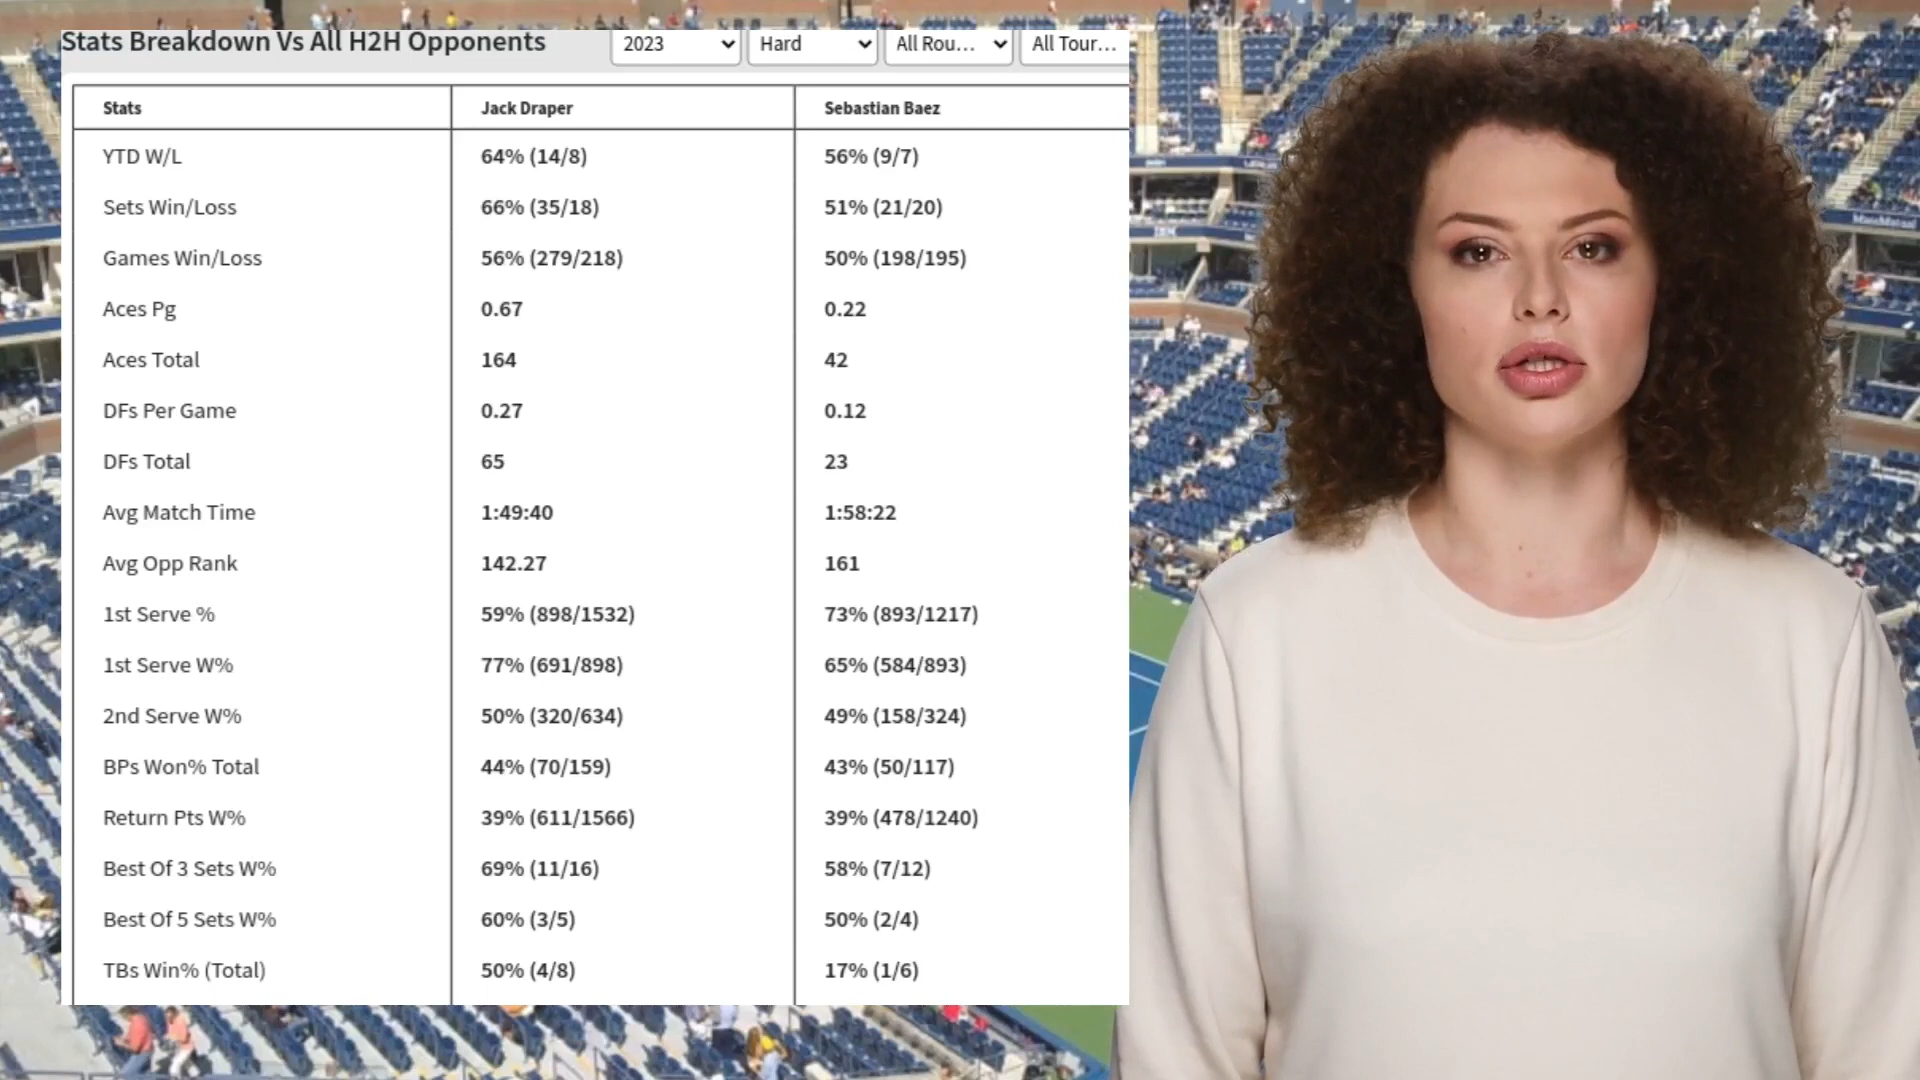 Stats Breakdown Vs All H2H Opponents 2023 Hard All Rou... All Tour...
Stats Jack Draper Sebastian Baez
YTD W/L 64% (14/8) 56% (9/7)
Sets Win/Loss 66% (35/18) 51% (21/20)
Games Win/Loss 56% (279/218) 50% (198/195)
Aces Pg 0.67 0.22
Aces Total 164 42
DFs Per Game 0.27 0.12
DFs Total 65 23
Avg Match Time 1:49:40 1:58:22
Avg Opp Rank 142.27 161
1st Serve % 59% (898/1532) 73% (893/1217)
1st Serve W% 77% (691/898) 65% (584/893)
2nd Serve W% 50% (320/634) 49% (158/324)
BPs Won% Total 44% (70/159) 43% (50/117)
Return Pts W% 39% (611/1566) 39% (478/1240)
Best Of 3 Sets W% 69% (11/16) 58% (7/12)
Best Of 5 Sets W% 60% (3/5) 50% (2/4)
TBs Win% (Total) 50% (4/8) 17% (1/6)